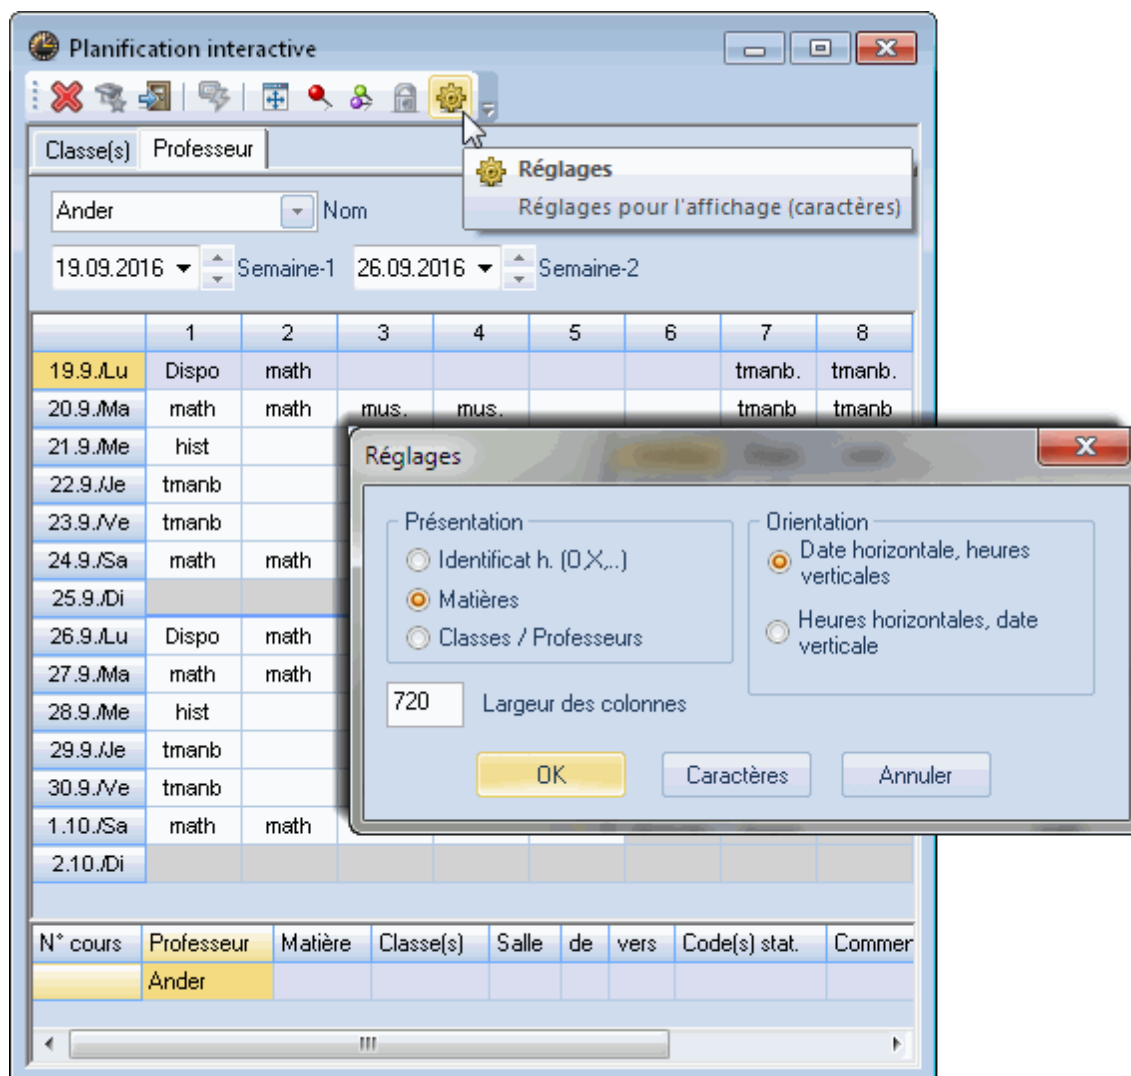 Planification interactive
Classe(s) Professeur
Réglages
Réglages pour l'affichage (caractères)
Ander Nom
19.09.2016 Semaine-1 26.09.2016 Semaine-2
1 2 3 4 5 6 7 8
19.9./Lu Dispo math tmanb. tmanb.
20.9./Ma math math mus. mus. tmanb tmanb
21.9./Me hist
22.9./Je tmanb
23.9./Ve tmanb
24.9./Sa math math
25.9./Di
26.9./Lu Dispo math
27.9./Ma math math
28.9./Me hist
29.9./Je tmanb
30.9./Ve tmanb
1.10./Sa math math
2.10./Di
Réglages
Présentation
Identificat h. (O,X,..)
Matières
Classes / Professeurs
Orientation
Date horizontale, heures
verticales
Heures horizontales, date
verticale
720 Largeur des colonnes
OK Caractères Annuler
N° cours Professeur Matière Classe(s) Salle de vers Code(s) stat. Commer
Ander